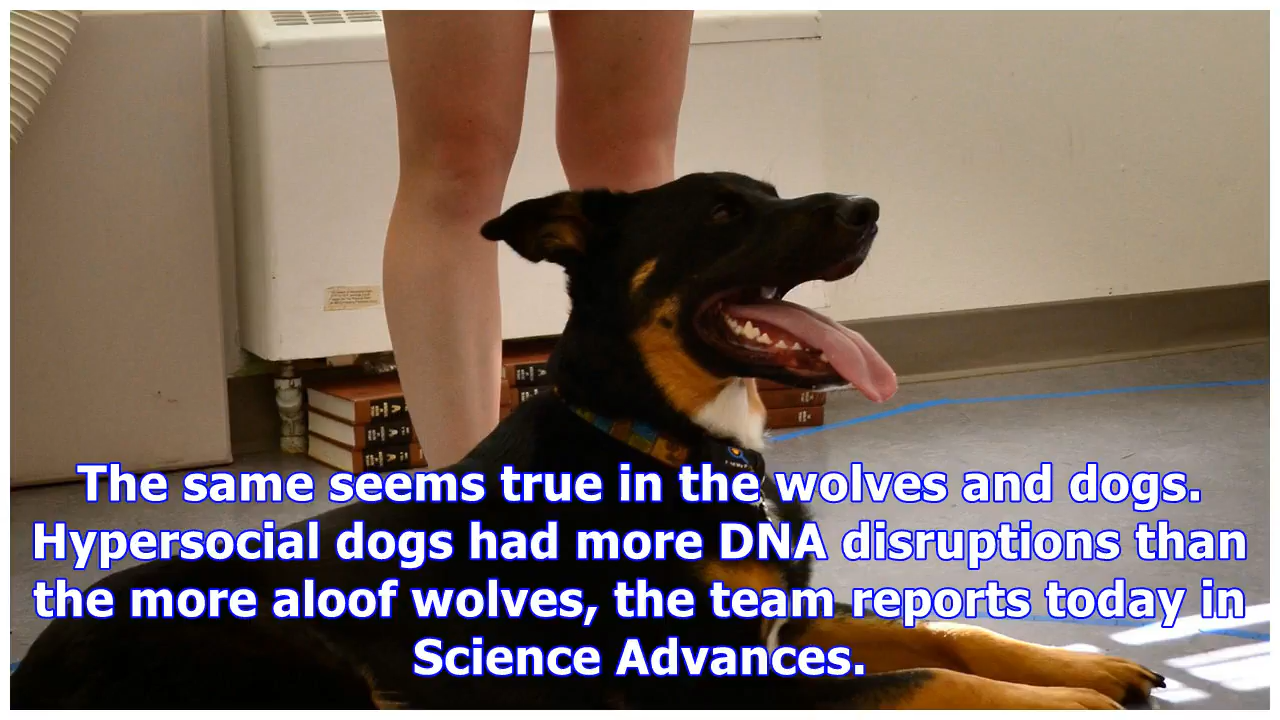 The same seems true in the wolves and dogs.
Hypersocial dogs had more DNA disruptions than
the more aloof wolves, the team reports today in
Science Advances.